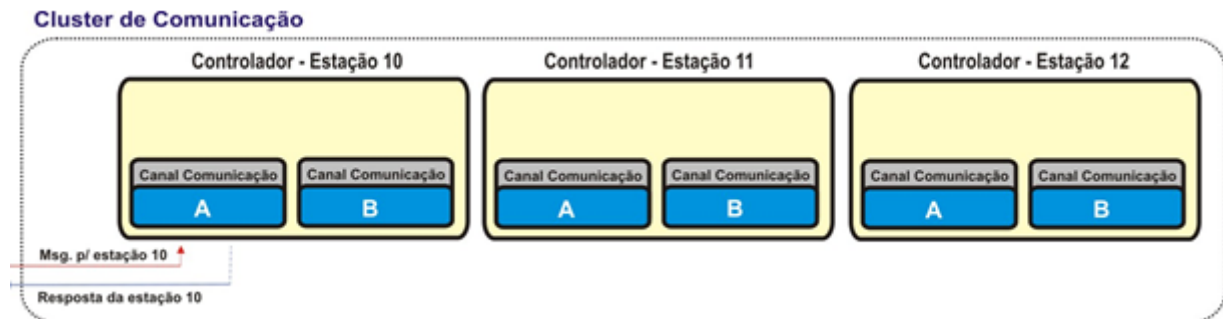 Cluster de Comunicação
Controlador - Estação 10
Controlador - Estação 11
Controlador - Estação 12
Canal Comunicação
Canal Comunicação
Canal Comunicação
Canal Comunicação
Canal Comunicação
Canal Comunicação
A
B
A
B
A
B
Msg. p/ estação 10
Resposta da estação 10